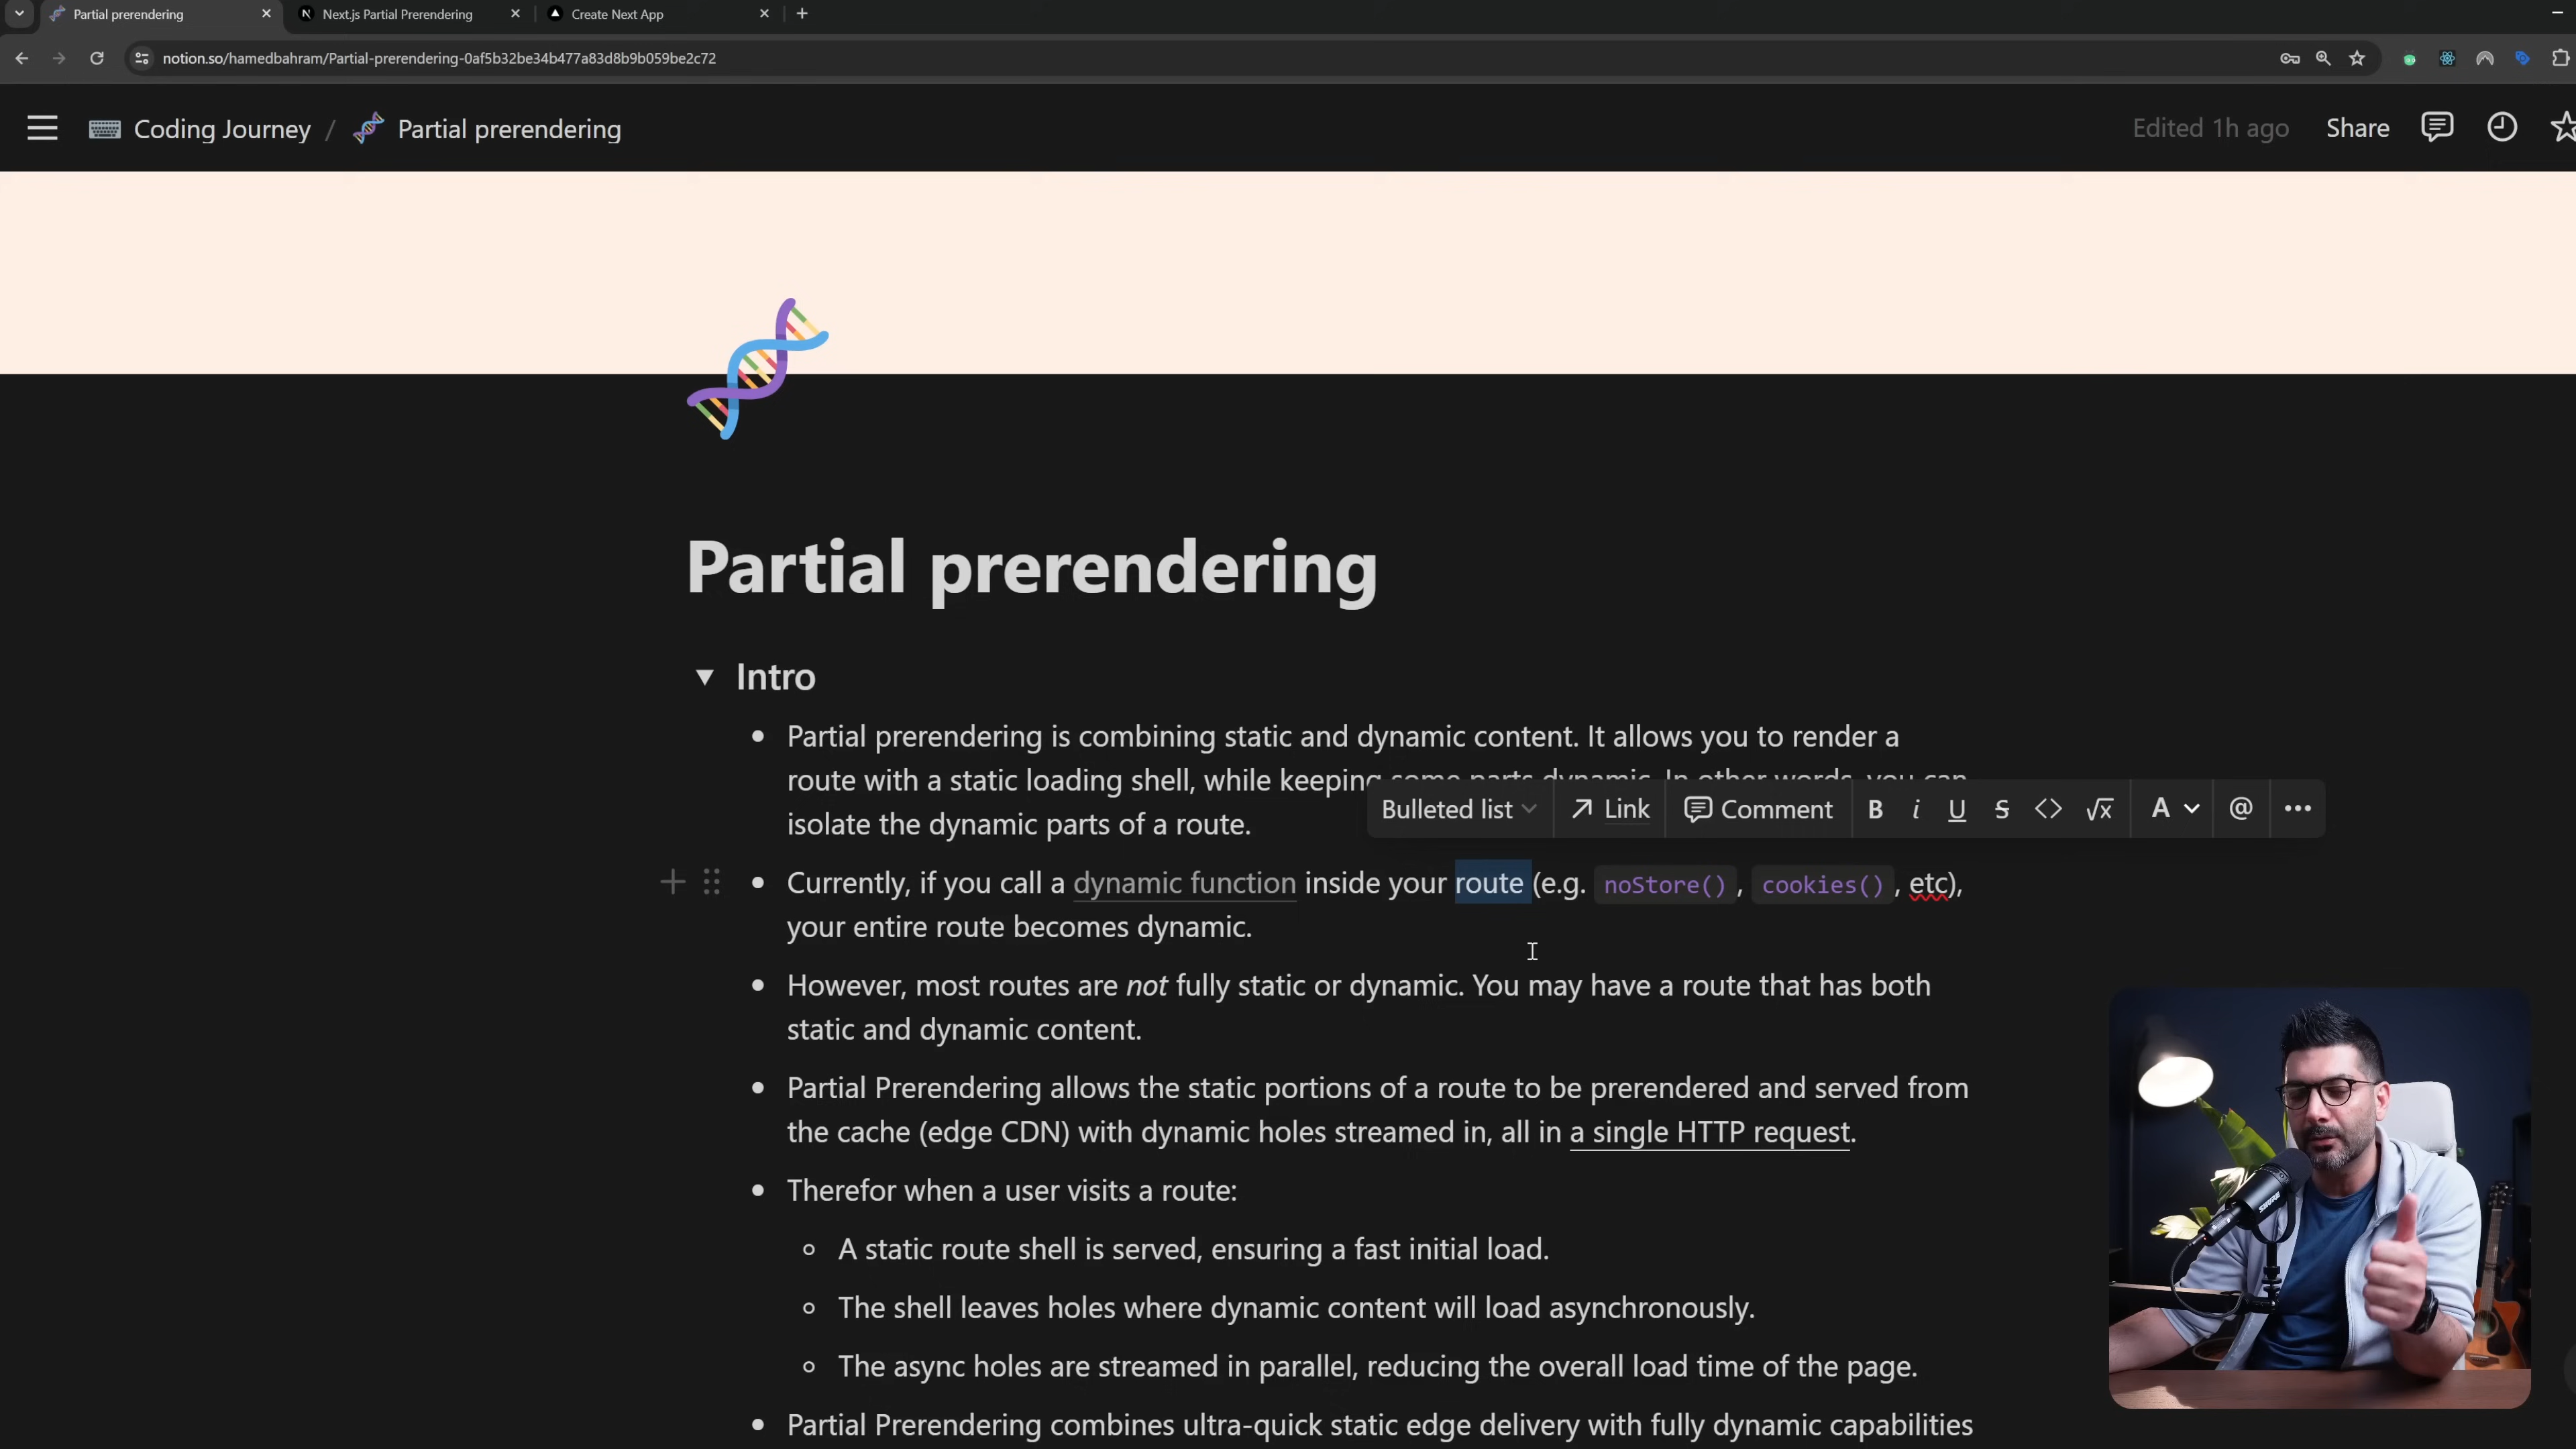 Partial prerendering
Next.js Partial Prerendering
Create Next App
notion.so/hamedbahram/Partial-prerendering-0af5b32be34b477a83d8b9b059be2c72
Coding Journey / Partial prerendering
Edited 1h ago
Share
Partial prerendering
Intro
Partial prerendering is combining static and dynamic content. It allows you to render a
route with a static loading shell, while keeping some parts dynamic. In other words, you can
isolate the dynamic parts of a route.
Bulleted list
Link
Comment
B i U S <> √x A @ •••
Currently, if you call a dynamic function inside your route (e.g. noStore(), cookies(), etc),
your entire route becomes dynamic.
However, most routes are not fully static or dynamic. You may have a route that has both
static and dynamic content.
Partial Prerendering allows the static portions of a route to be prerendered and served from
the cache (edge CDN) with dynamic holes streamed in, all in a single HTTP request.
Therefor when a user visits a route:
A static route shell is served, ensuring a fast initial load.
The shell leaves holes where dynamic content will load asynchronously.
The async holes are streamed in parallel, reducing the overall load time of the page.
Partial Prerendering combines ultra-quick static edge delivery with fully dynamic capabilities
SHURE